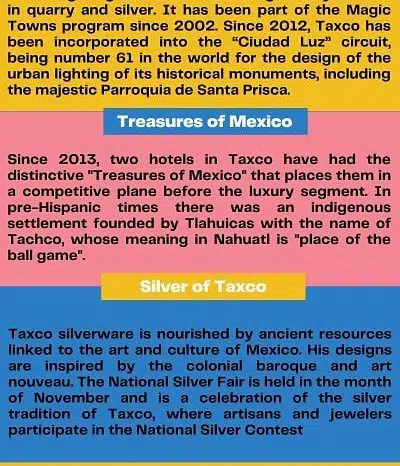 in quarry and silver. It has been part of the Magic
Towns program since 2002. Since 2012, Taxco has
been incorporated into the “Ciudad Luz” circuit,
being number 61 in the world for the design of the
urban lighting of its historical monuments, including
the majestic Parroquia de Santa Prisca.
Treasures of Mexico
Since 2013, two hotels in Taxco have had the
distinctive "Treasures of Mexico" that places them in
a competitive plane before the luxury segment. In
pre-Hispanic times there was an indigenous
settlement founded by Tlahuicas with the name of
Tachco, whose meaning in Nahuatl is "place of the
ball game".
Silver of Taxco
Taxco silverware is nourished by ancient resources
linked to the art and culture of Mexico. His designs
are inspired by the colonial baroque and art
nouveau. The National Silver Fair is held in the month
of November and is a celebration of the silver
tradition of Taxco, where artisans and jewelers
participate in the National Silver Contest